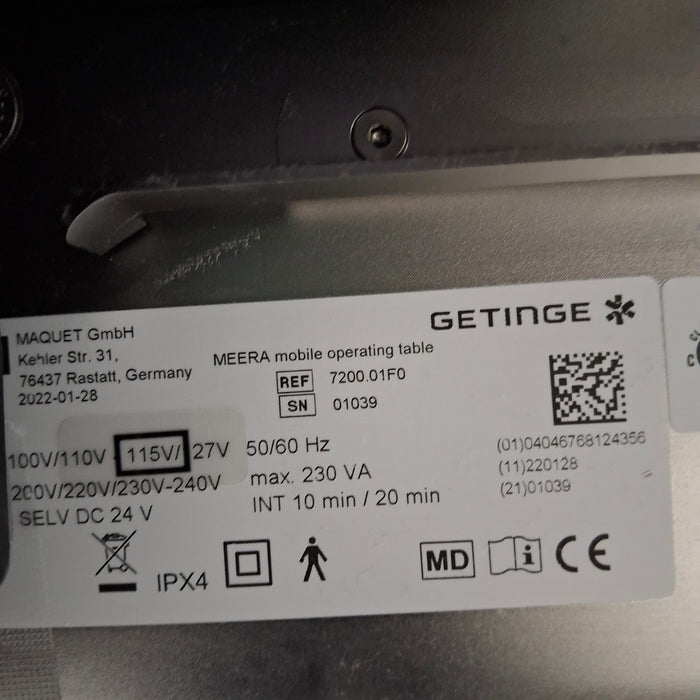 GETINGE
MAQUET GmbH
Kehler Str. 31,
76437 Rastatt, Germany
2022-01-28
MEERA mobile operating table
REF 7200.01F0
SN 01039
100V/110V 115V/127V 50/60 Hz
200V/220V/230V-240V max. 230 VA
SELV DC 24 V INT 10 min / 20 min
(01)04046768124356
(11)220128
(21)01039
IPX4
MD
i
CE